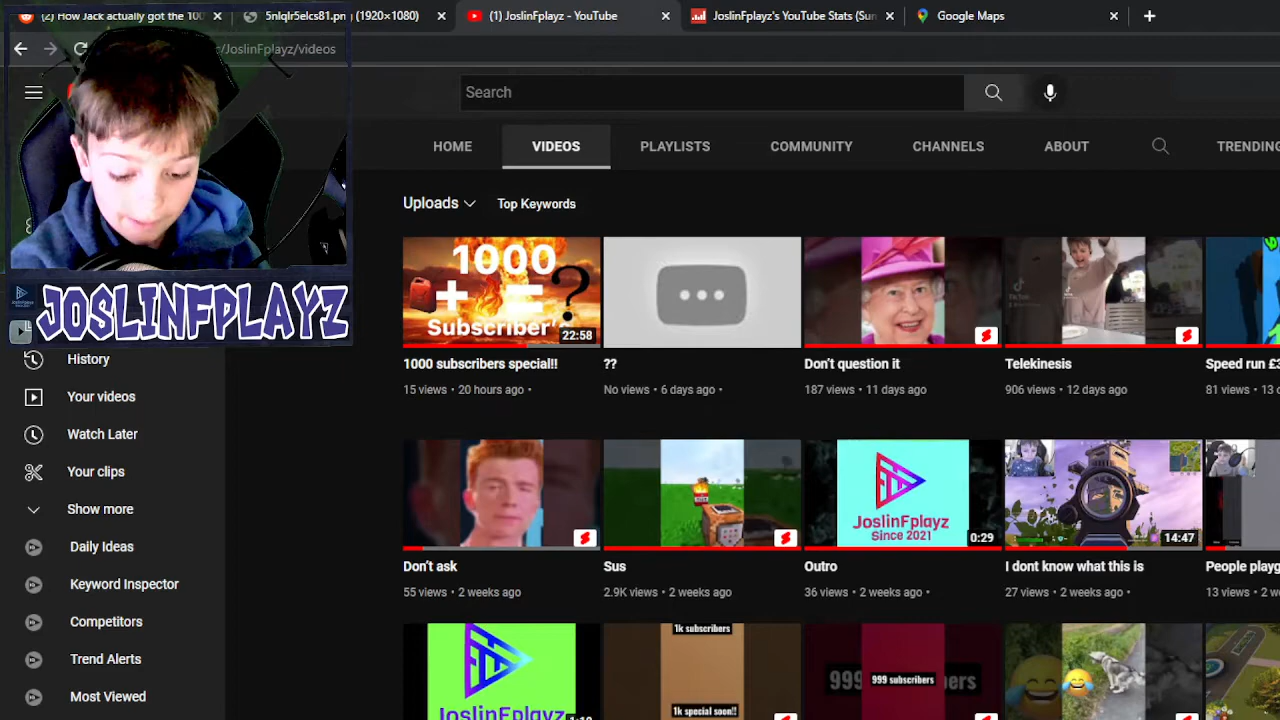 (2) How Jack actually got the 100
5nlqlr5elcs81.pn (1920×1080)
(1) JoslinFplayz - YouTube
JoslinFplayz's YouTube Stats (Sun
Google Maps
/JoslinFplayz/videos
Search
HOME
VIDEOS
PLAYLISTS
COMMUNITY
CHANNELS
ABOUT
TRENDING
Uploads
Top Keywords
JOSLINFPLAYZ
History
Your videos
Watch Later
Your clips
Show more
Daily Ideas
Keyword Inspector
Competitors
Trend Alerts
Most Viewed
1000
+ = ?
Subscriber
22:58
1000 subscribers special!!
15 views • 20 hours ago •
??
No views • 6 days ago •
Don't question it
187 views • 11 days ago
TikTok
Telekinesis
906 views • 12 days ago
Speed run £
81 views • 13 d
Don't ask
55 views • 2 weeks ago
Sus
2.9K views • 2 weeks ago
JoslinFplayz
Since 2021
0:29
Outro
36 views • 2 weeks ago •
14:47
I dont know what this is
27 views • 2 weeks ago •
People playg
13 views • 2 we
JoslinFplayz
1k subscribers
1k special soon!!
999 subscribers